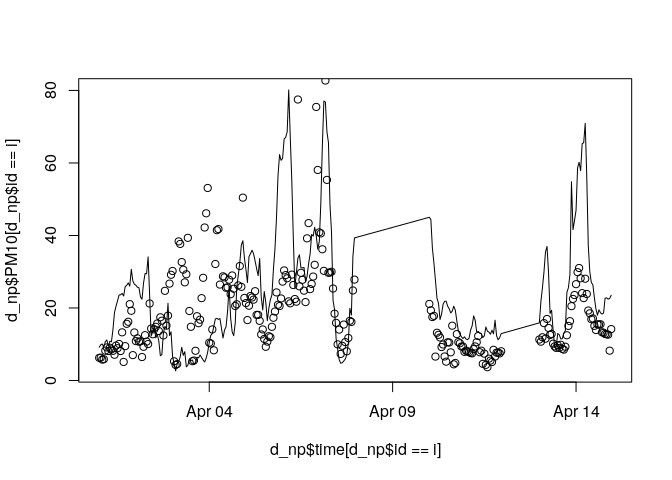 d_np$PM10[d_np$id == i]
80
60
40
20
0
Apr 04
Apr 09
Apr 14
d_np$time[d_np$id == i]